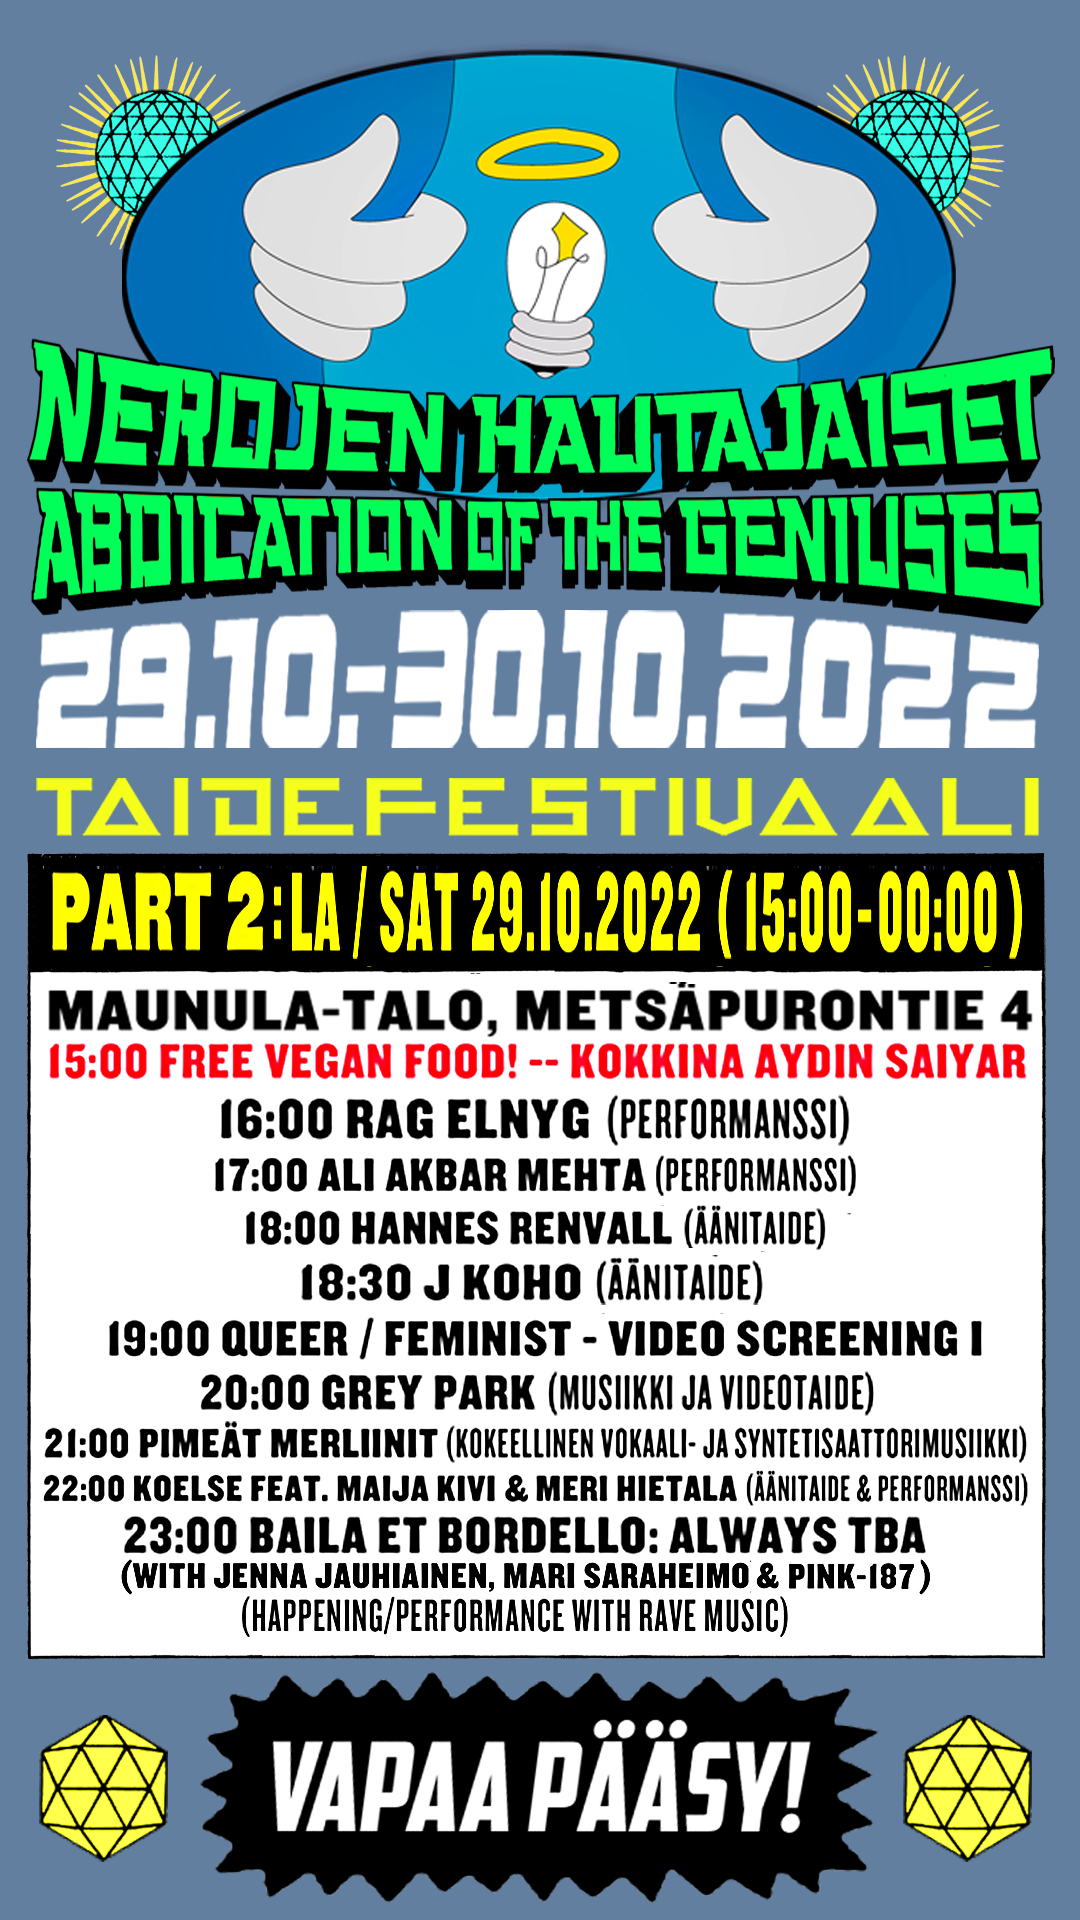 NEROJEN HAUTAJAISET
ABDICATION OF THE GENIUSES
29.10.-30.10.2022
TAIDEFESTIVAALI
PART 2: LA / SAT 29.10.2022 (15:00-00:00)
MAUNULA-TALO, METSÄPURONTIE 4
15:00 FREE VEGAN FOOD! -- KOKKINA AYDIN SAIYAR
16:00 RAG ELNYG (PERFORMANSSI)
17:00 ALI AKBAR MEHTA (PERFORMANSSI)
18:00 HANNES RENVALL (ÄÄNITAIDE)
18:30 J KOHO (ÄÄNITAIDE)
19:00 QUEER / FEMINIST - VIDEO SCREENING I
20:00 GREY PARK (MUSIIKKI JA VIDEOTAIDE)
21:00 PIMEÄT MERLIINIT (KOKEELLINEN VOKAALI- JA SYNTETISAATTORIMUSIIKKI)
22:00 KOELSE FEAT. MAIJA KIVI & MERI HIETALA (ÄÄNITAIDE & PERFORMANSSI)
23:00 BAILA ET BORDELLO: ALWAYS TBA
(WITH JENNA JAUHIAINEN, MARI SARAHEIMO & PINK-187)
(HAPPENING/PERFORMANCE WITH RAVE MUSIC)
VAPAA PÄÄSY!